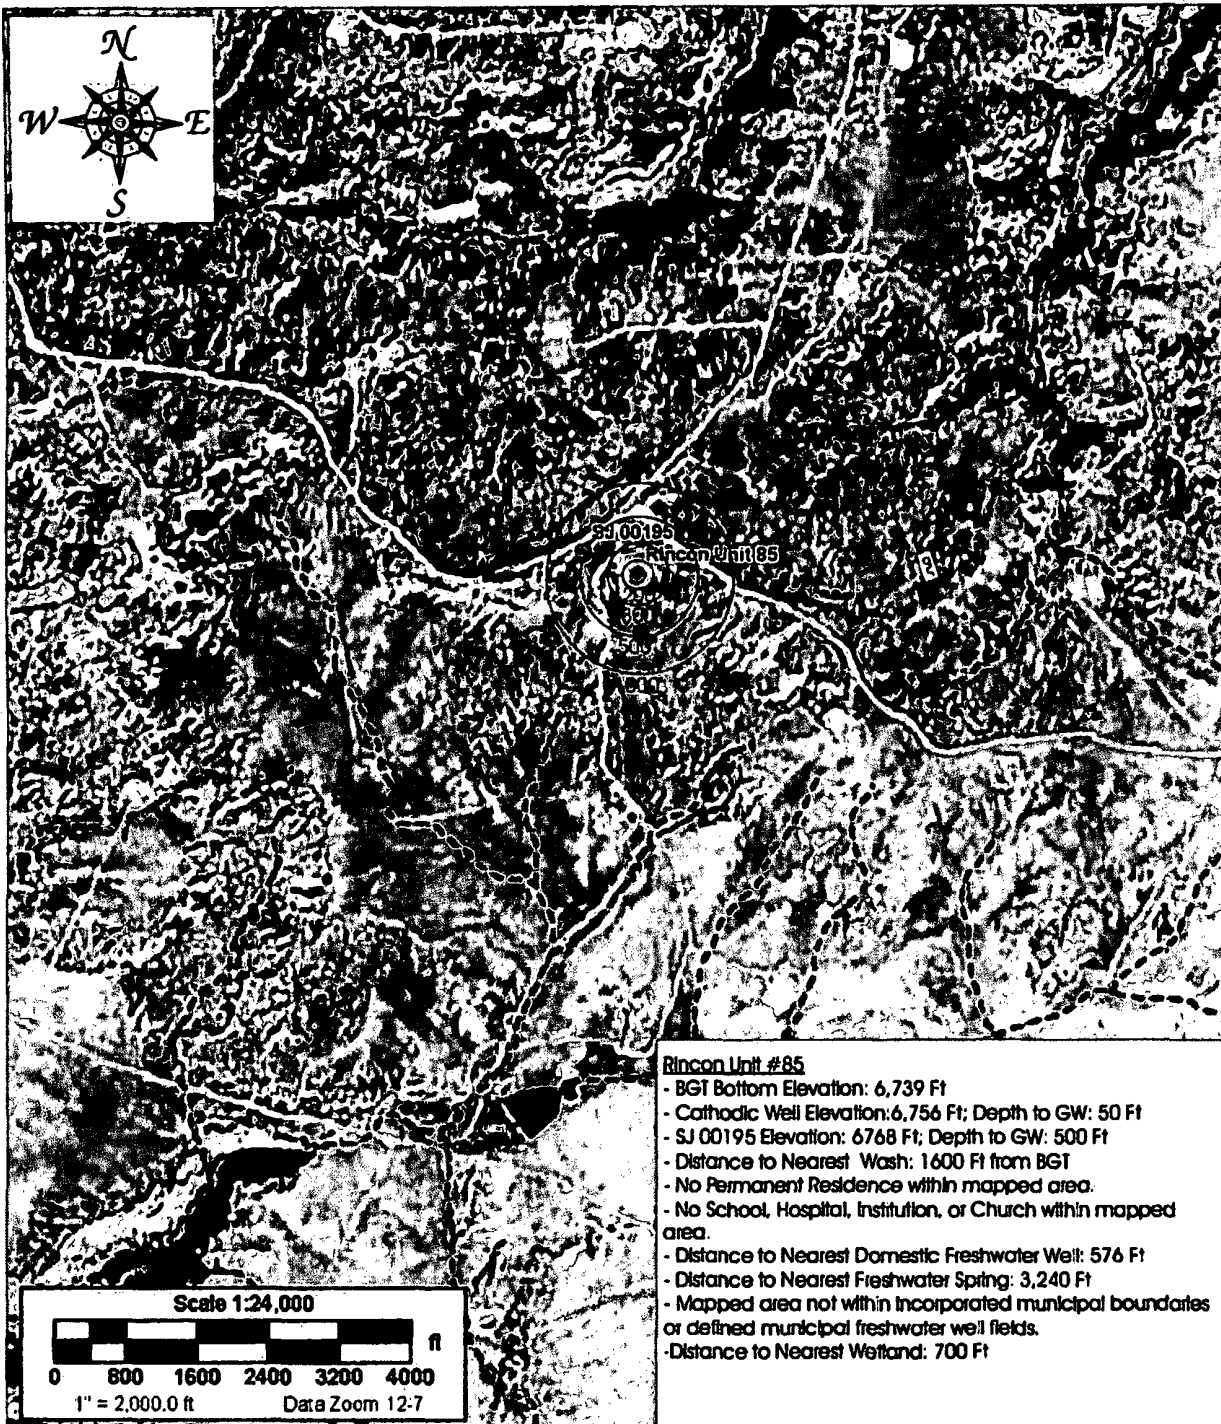 N
W E
S
SJ 00195
Rincon Unit 85
Rincon Unit #85
- BGT Bottom Elevation: 6,739 Ft
- Cathodic Well Elevation:6,756 Ft; Depth to GW: 50 Ft
- SJ 00195 Elevation: 6768 Ft; Depth to GW: 500 Ft
- Distance to Nearest Wash: 1600 Ft from BGT
- No Permanent Residence within mapped area.
- No School, Hospital, Institution, or Church within mapped
area.
- Distance to Nearest Domestic Freshwater Well: 576 Ft
- Distance to Nearest Freshwater Spring: 3,240 Ft
- Mapped area not within incorporated municipal boundaries
or defined municipal freshwater well fields.
-Distance to Nearest Wetland: 700 Ft
Scale 1:24,000
ft
0 800 1600 2400 3200 4000
1" = 2,000.0 ft Data Zoom 12-7